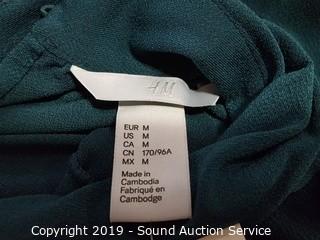 H&M
EUR M
US M
CA M
CN 170/96A
MX M
Made in
Cambodia
Fabriqué en
Cambodge
Copyright 2019 - Sound Auction Service